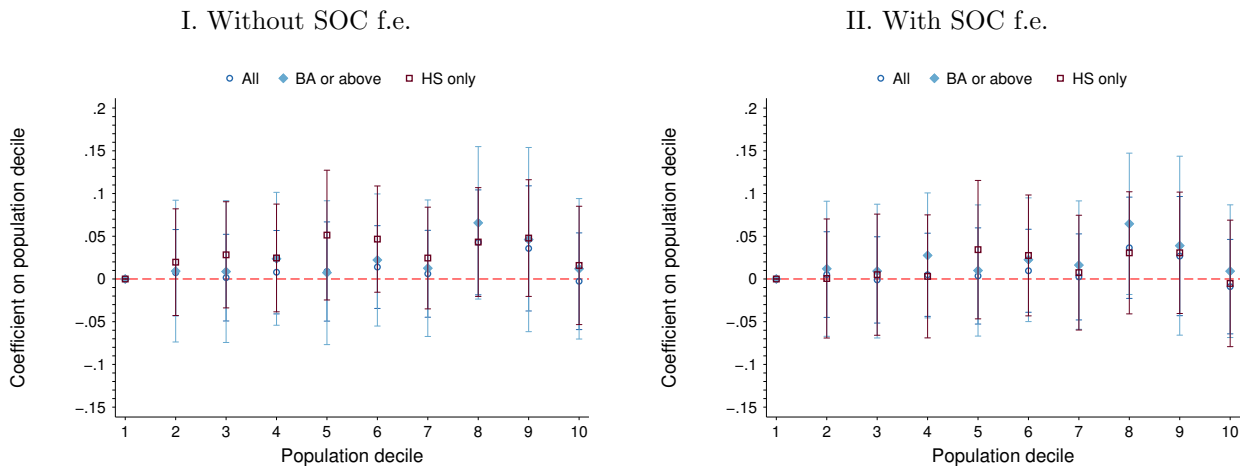 I. Without SOC f.e.
All BA or above HS only
Coefficient on population decile
.2
.15
.1
.05
0
−.05
−.1
−.15
1 2 3 4 5 6 7 8 9 10
Population decile
II. With SOC f.e.
All BA or above HS only
Coefficient on population decile
.2
.15
.1
.05
0
−.05
−.1
−.15
1 2 3 4 5 6 7 8 9 10
Population decile